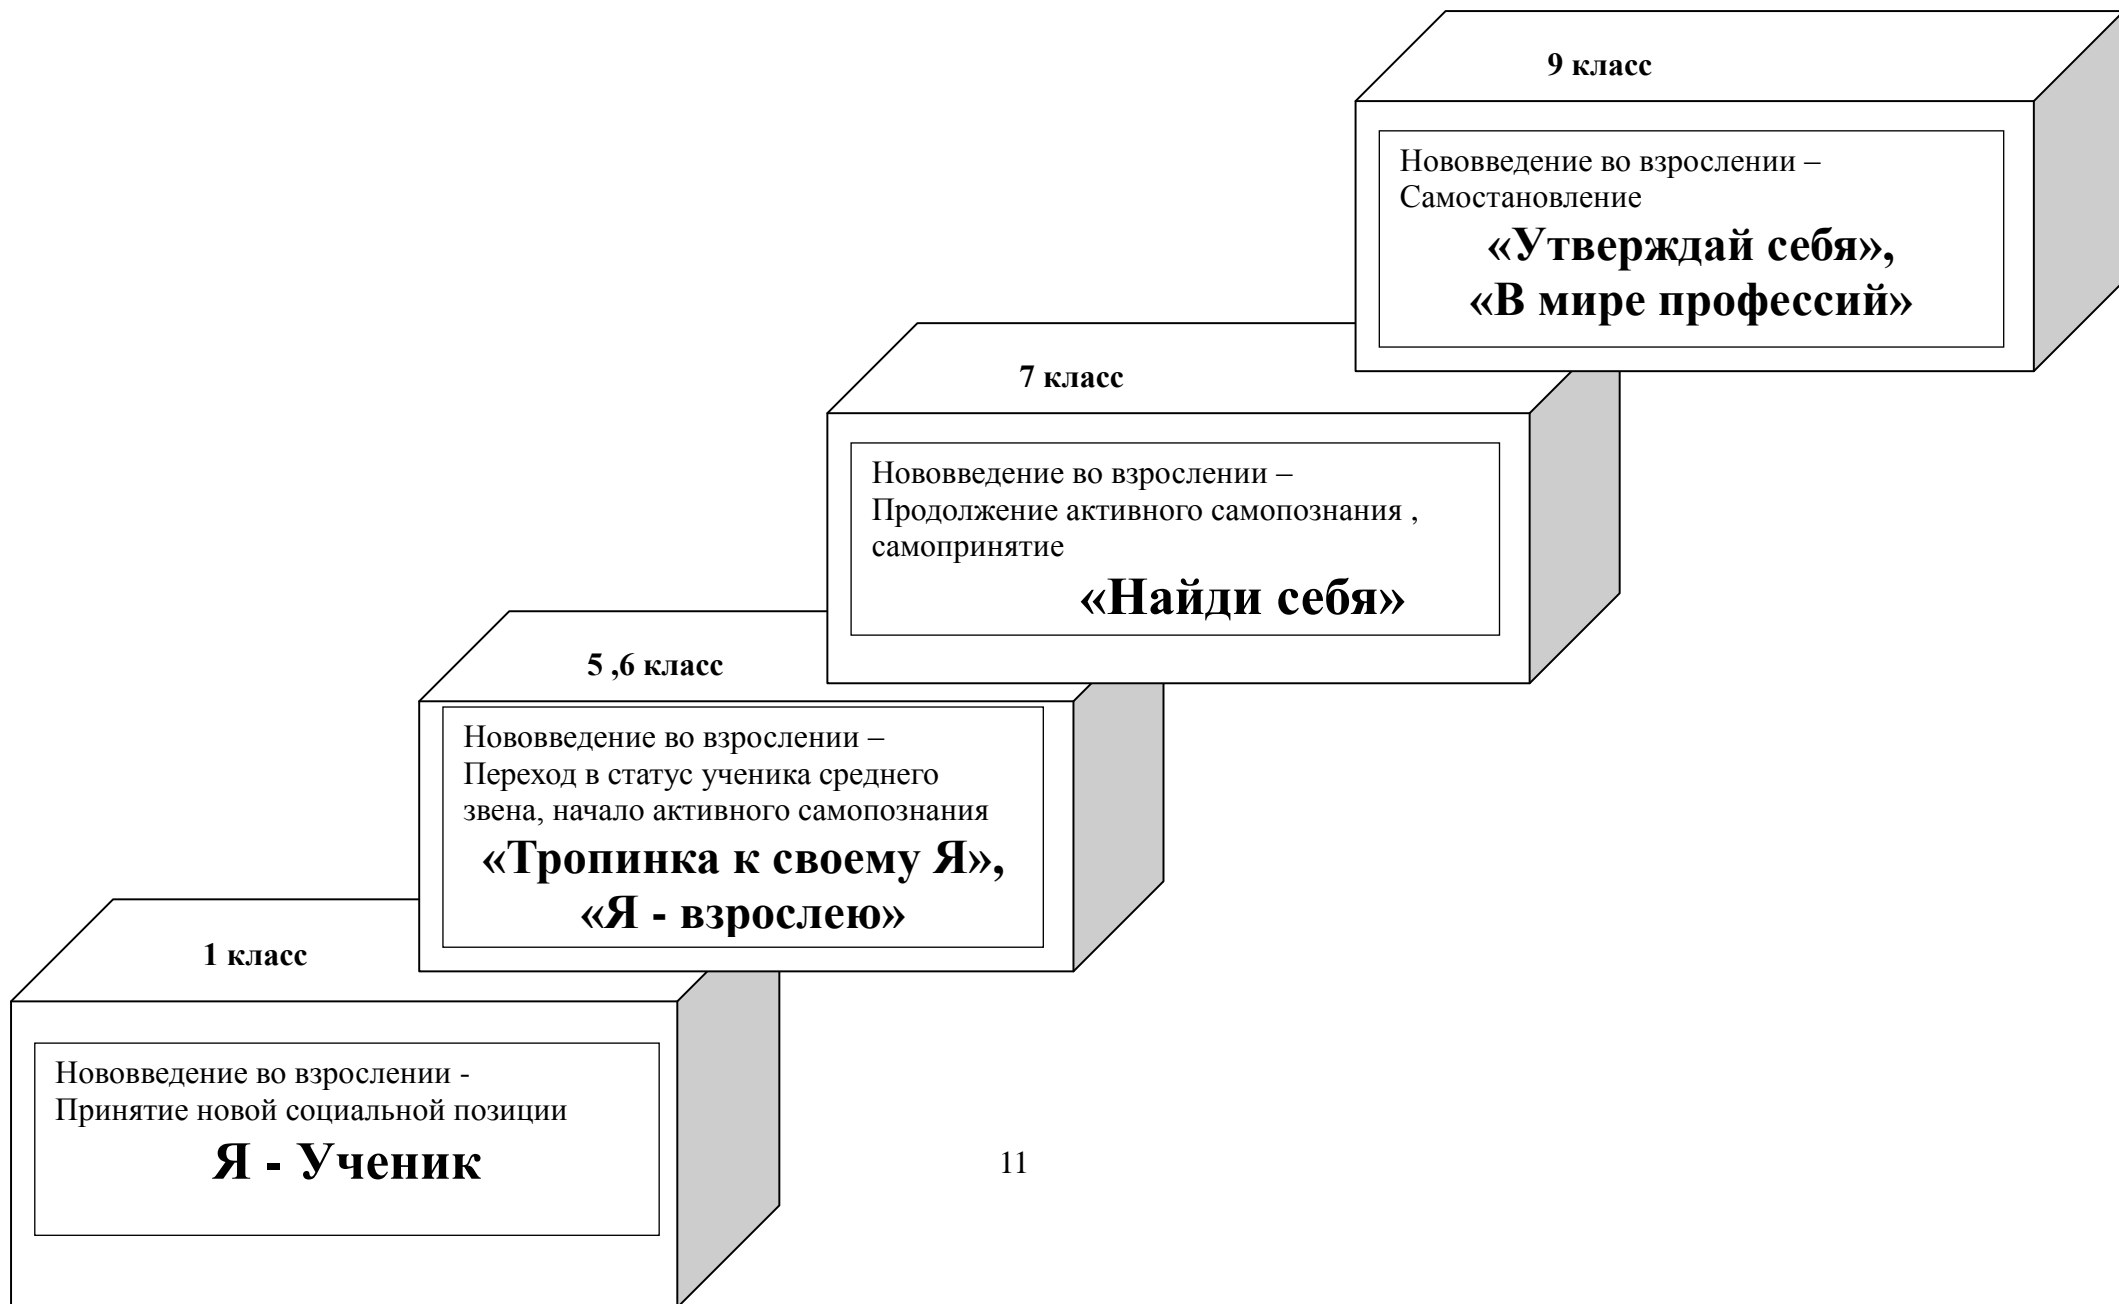 9 класс
Нововведение во взрослении –
Самостановление
«Утверждай себя»,
«В мире профессий»
7 класс
Нововведение во взрослении –
Продолжение активного самопознания ,
самопринятие
«Найди себя»
5 ,6 класс
Нововведение во взрослении –
Переход в статус ученика среднего
звена, начало активного самопознания
«Тропинка к своему Я»,
«Я - взрослею»
1 класс
Нововведение во взрослении -
Принятие новой социальной позиции
Я - Ученик
11